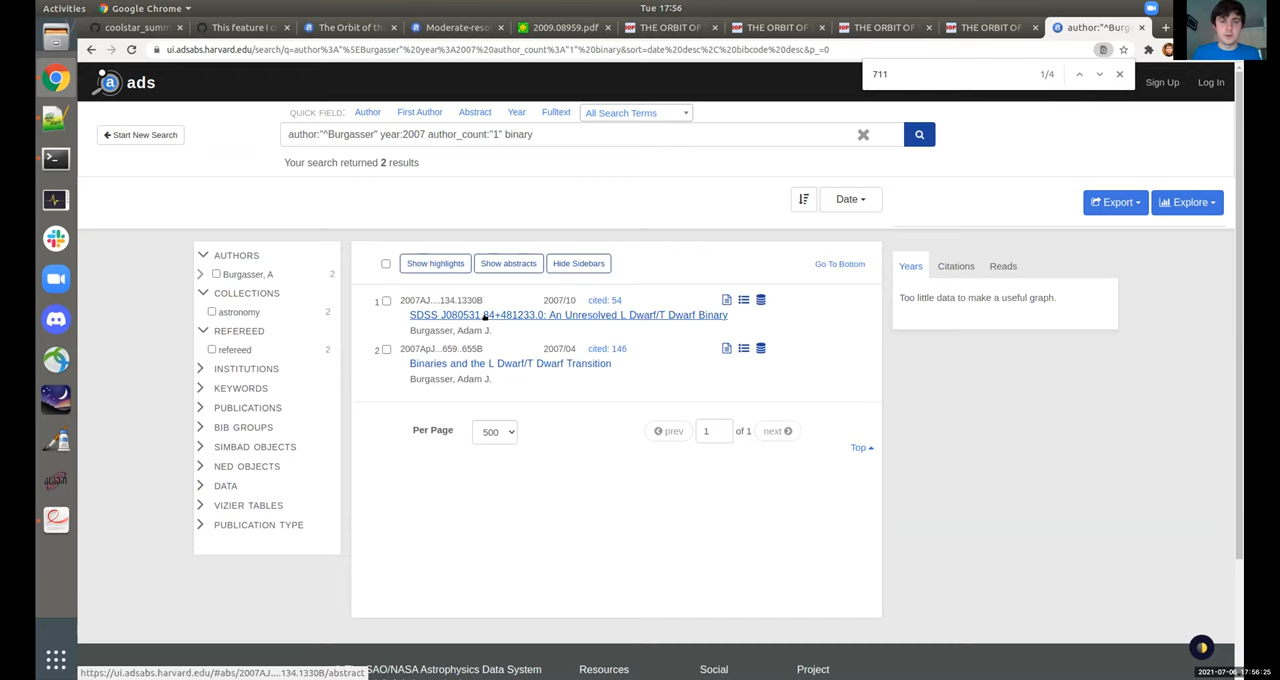 Activities
Google Chrome
Tue 17:56
coolstar_summ
This feature I c
The Orbit of th
Moderate-reso
2009.08959.pdf
THE ORBIT OF
THE ORBIT OF
THE ORBIT OF
THE ORBIT OF
author:"^Burg
ui.adsabs.harvard.edu/search/q=author%3A"%5EBurgasser"%20year%3A2007%20author_count%3A"1"%20binary&sort=date%20desc%2C%20bibcode%20desc&p_=0
711
1/4
ads
Sign Up
Log In
QUICK FIELD:
Author
First Author
Abstract
Year
Fulltext
All Search Terms
Start New Search
author:"^Burgasser" year:2007 author_count:"1" binary
Your search returned 2 results
Date
Export
Explore
AUTHORS
Burgasser, A
2
COLLECTIONS
astronomy
2
REFEREED
refereed
2
INSTITUTIONS
KEYWORDS
PUBLICATIONS
BIB GROUPS
SIMBAD OBJECTS
NED OBJECTS
DATA
VIZIER TABLES
PUBLICATION TYPE
Show highlights
Show abstracts
Hide Sidebars
Go To Bottom
1
2007AJ....134.1330B
2007/10
cited: 54
SDSS J080531.84+481233.0: An Unresolved L Dwarf/T Dwarf Binary
Burgasser, Adam J.
2
2007ApJ...659..655B
2007/04
cited: 146
Binaries and the L Dwarf/T Dwarf Transition
Burgasser, Adam J.
Per Page
500
prev
1
of 1
next
Top
Years
Citations
Reads
Too little data to make a useful graph.
https://ui.adsabs.harvard.edu/#abs/2007AJ....134.1330B/abstract
SAO/NASA Astrophysics Data System
Resources
Social
Project
2021-07-06 17:56:25